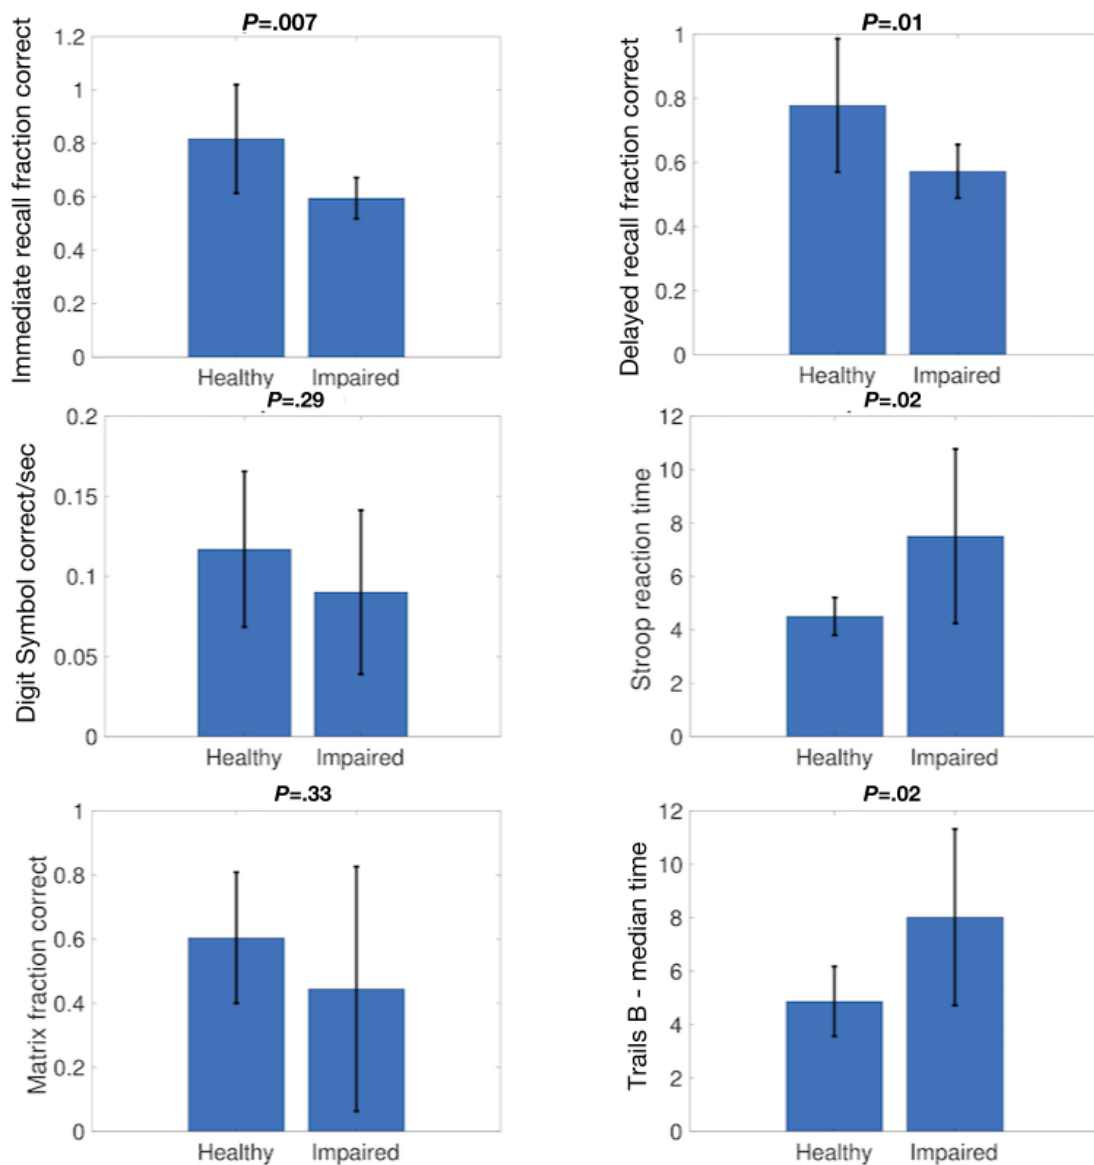 P=.007
Immediate recall fraction correct
1.2
1
0.8
0.6
0.4
0.2
0
Healthy Impaired
P=.01
Delayed recall fraction correct
1
0.8
0.6
0.4
0.2
0
Healthy Impaired
P=.29
Digit Symbol correct/sec
0.2
0.15
0.1
0.05
0
Healthy Impaired
P=.02
Stroop reaction time
12
10
8
6
4
2
0
Healthy Impaired
P=.33
Matrix fraction correct
1
0.8
0.6
0.4
0.2
0
Healthy Impaired
P=.02
Trails B - median time
12
10
8
6
4
2
0
Healthy Impaired